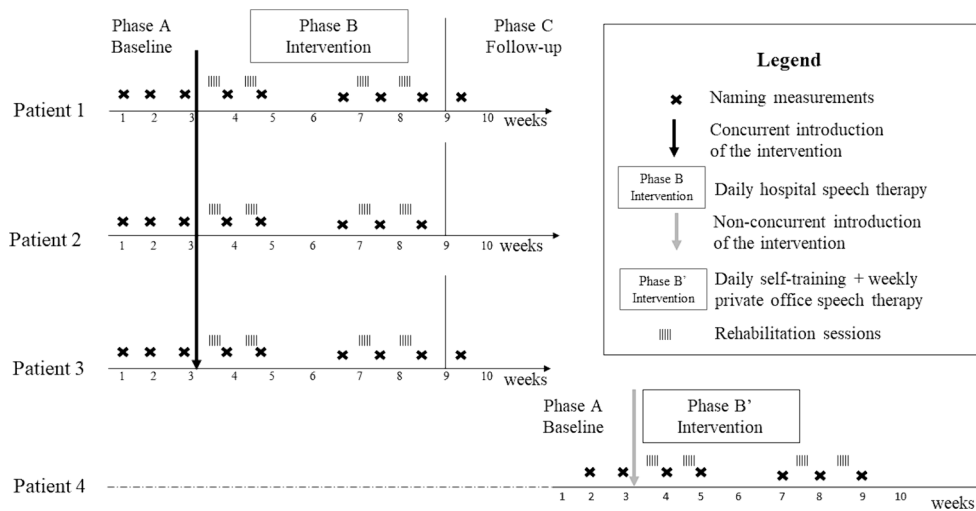 Phase A
Baseline
Phase B
Intervention
Phase C
Follow-up
Patient 1
1 2 3 4 5 6 7 8 9 10 weeks
Patient 2
1 2 3 4 5 6 7 8 9 10 weeks
Patient 3
1 2 3 4 5 6 7 8 9 10 weeks
Phase A
Baseline
Phase B’
Intervention
Patient 4
1 2 3 4 5 6 7 8 9 10 weeks
Legend
Naming measurements
Concurrent introduction
of the intervention
Phase B
Intervention
Daily hospital speech therapy
Non-concurrent introduction
of the intervention
Phase B’
Intervention
Daily self-training + weekly
private office speech therapy
Rehabilitation sessions